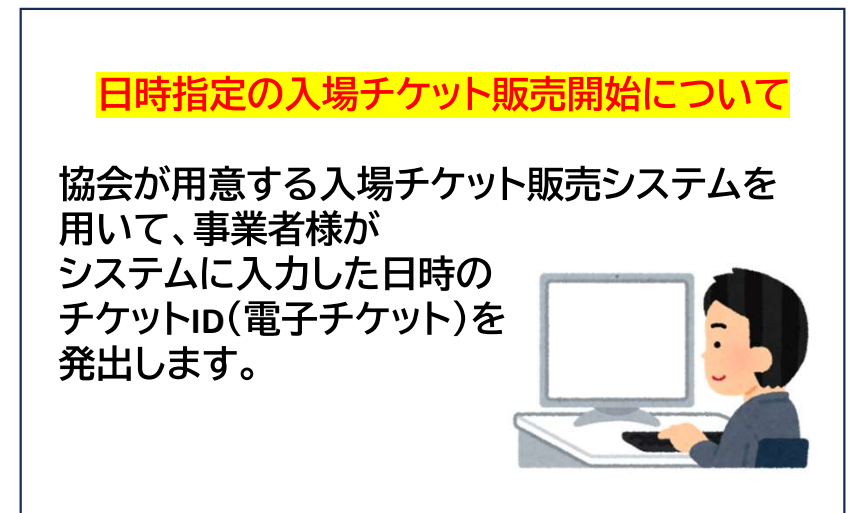 日時指定の入場チケット販売開始について
協会が用意する入場チケット販売システムを
用いて、事業者様が
システムに入力した日時の
チケットID（電子チケット）を
発出します。